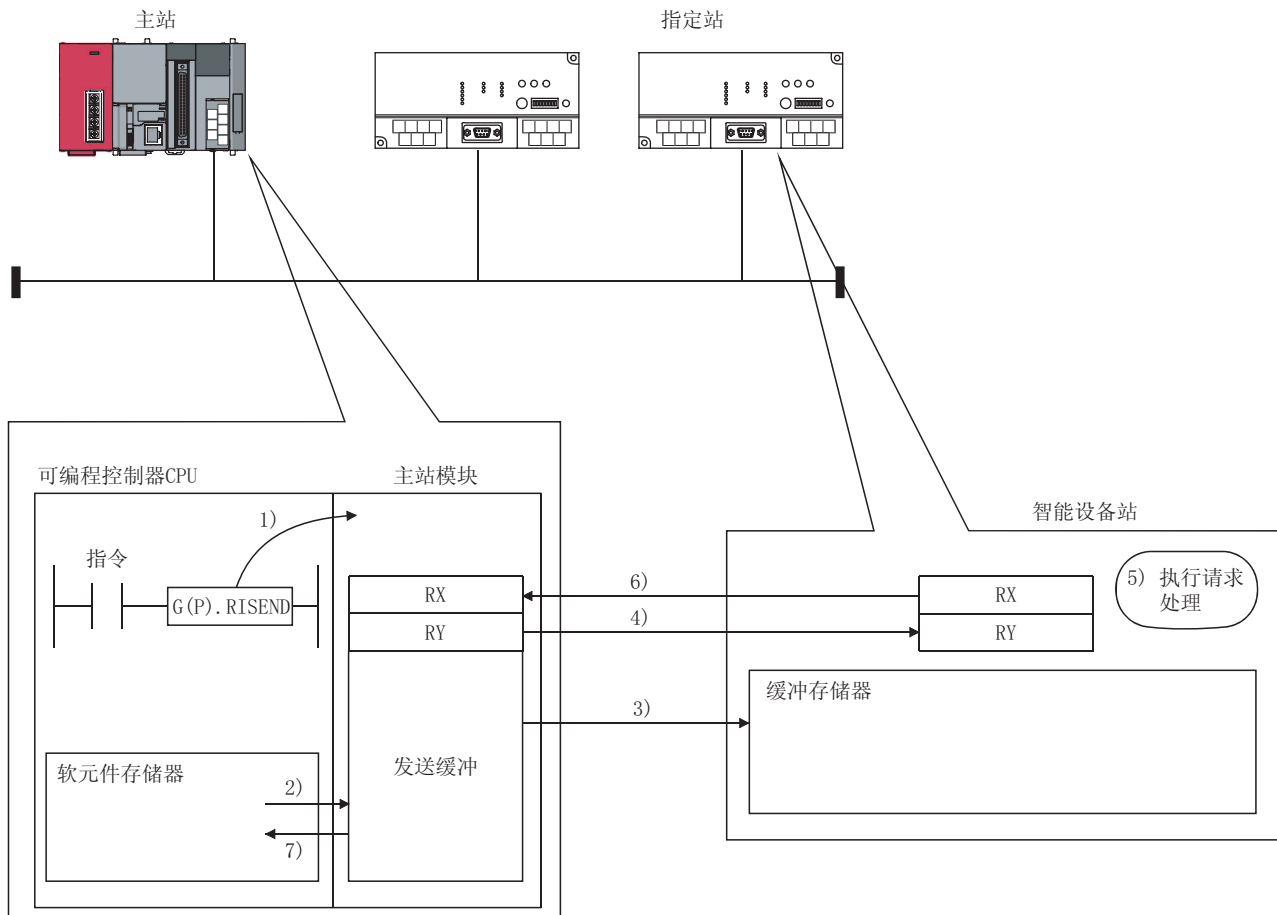 主站
指定站
可编程控制器CPU
主站模块
1)
指令
G(P).RISEND
RX
RY
6)
4)
3)
发送缓冲
软元件存储器
2)
7)
智能设备站
RX
RY
5) 执行请求
处理
缓冲存储器